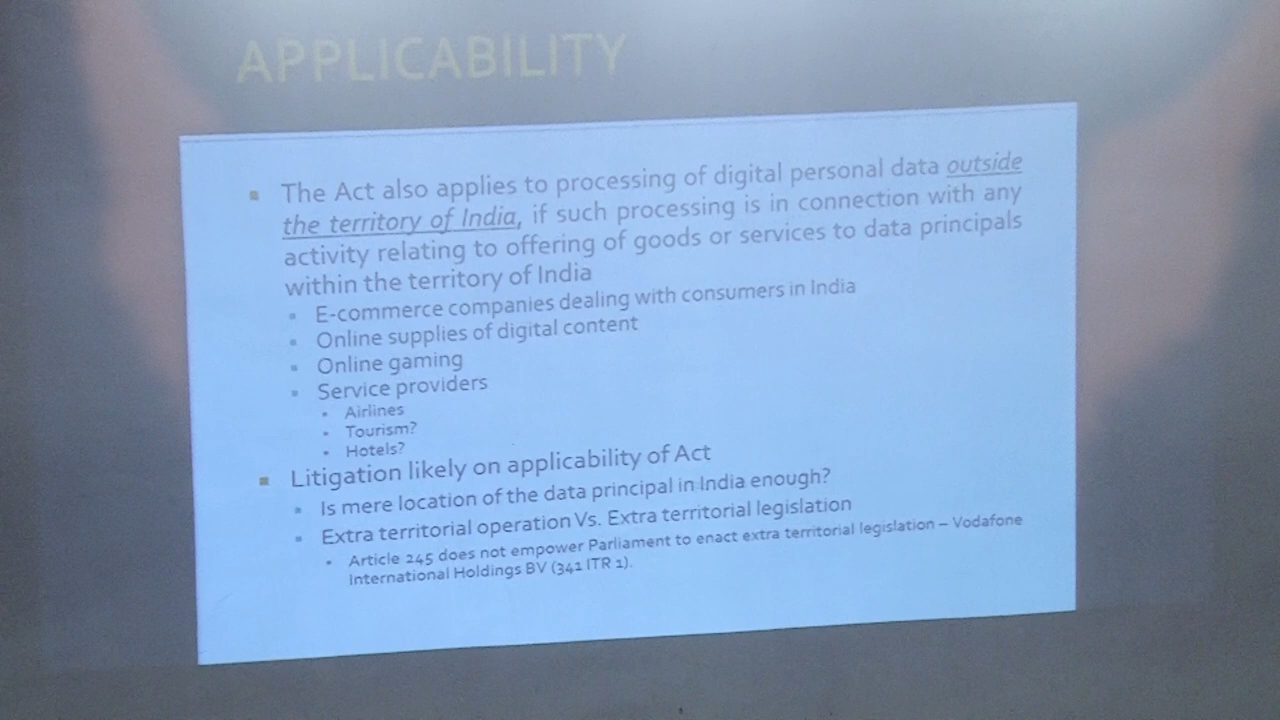 APPLICABILITY
The Act also applies to processing of digital personal data outside
the territory of India, if such processing is in connection with any
activity relating to offering of goods or services to data principals
within the territory of India
E-commerce companies dealing with consumers in India
Online supplies of digital content
Online gaming
Service providers
Airlines
Tourism?
Hotels?
Litigation likely on applicability of Act
Is mere location of the data principal in India enough?
Extra territorial operation Vs. Extra territorial legislation
Article 245 does not empower Parliament to enact extra territorial legislation – Vodafone
International Holdings BV (341 ITR 1).